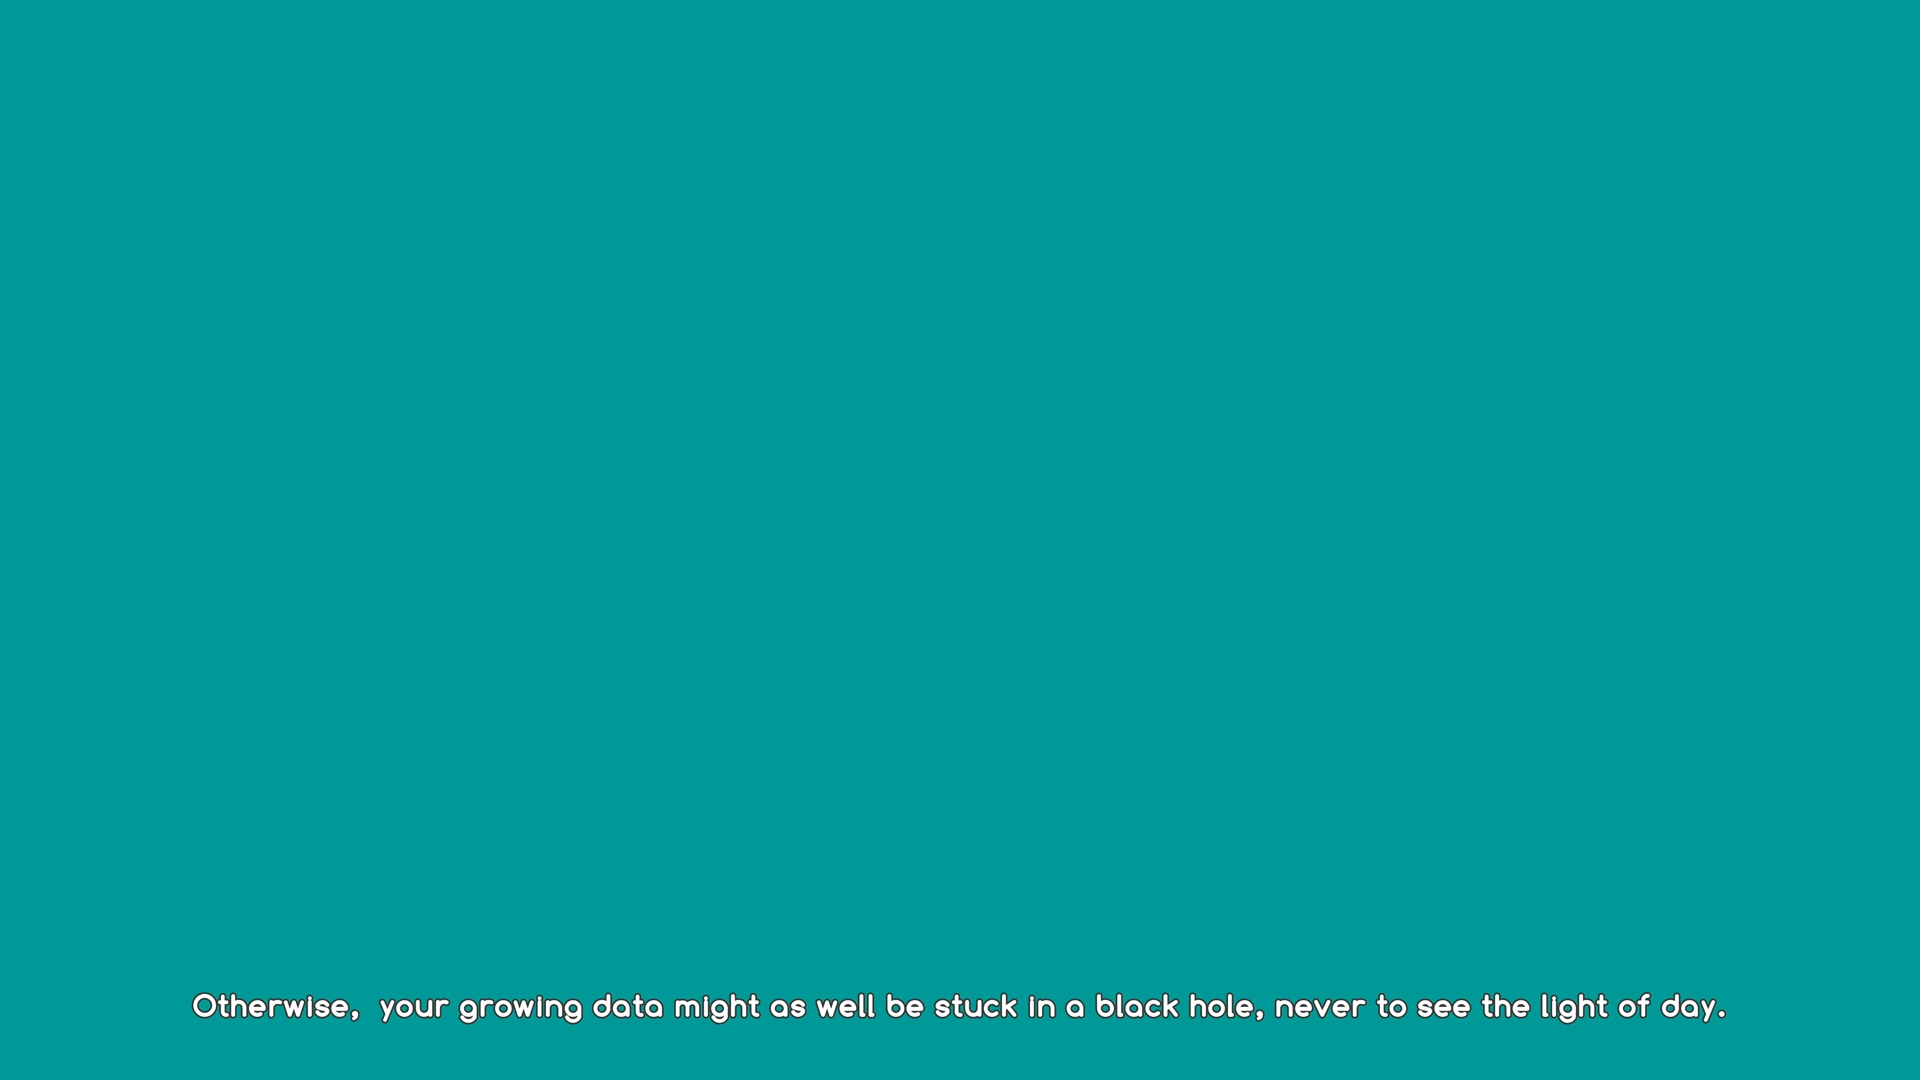 Otherwise,  your growing data might as well be stuck in a black hole, never to see the light of day.